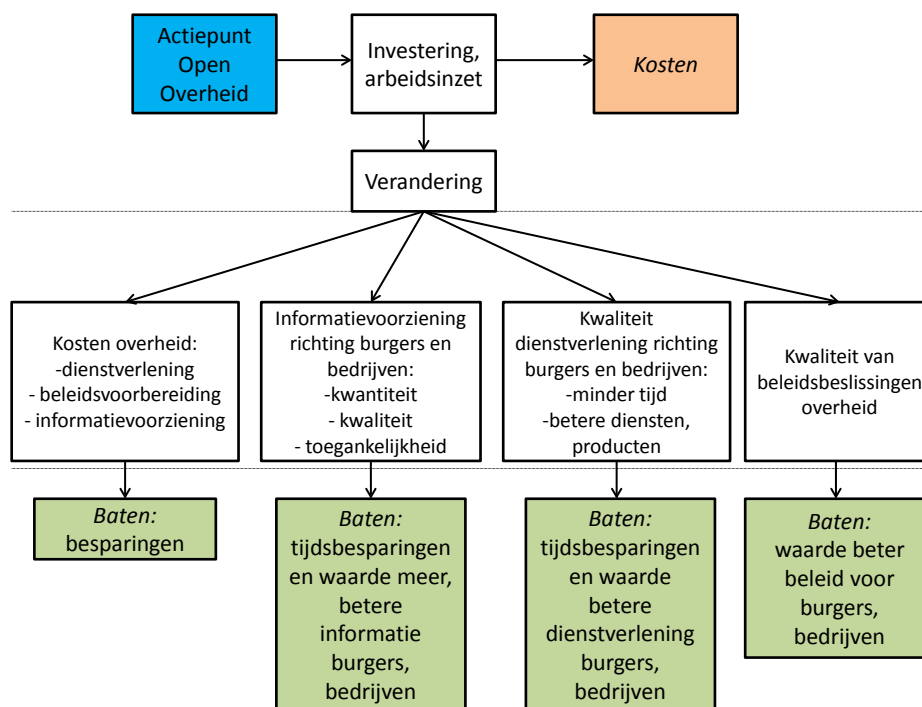 Actiepunt
Open
Overheid
Investering,
arbeidsinzet
Kosten
Verandering
Kosten overheid:
-dienstverlening
- beleidsvoorbereiding
- informatievoorziening
Informatievoorziening
richting burgers en
bedrijven:
-kwantiteit
- kwaliteit
- toegankelijkheid
Kwaliteit
dienstverlening richting
burgers en bedrijven:
-minder tijd
-betere diensten,
producten
Kwaliteit van
beleidsbeslissingen
overheid
Baten:
besparingen
Baten:
tijdsbesparingen
en waarde meer,
betere
informatie
burgers,
bedrijven
Baten:
tijdsbesparingen
en waarde
betere
dienstverlening
burgers,
bedrijven
Baten:
waarde beter
beleid voor
burgers,
bedrijven